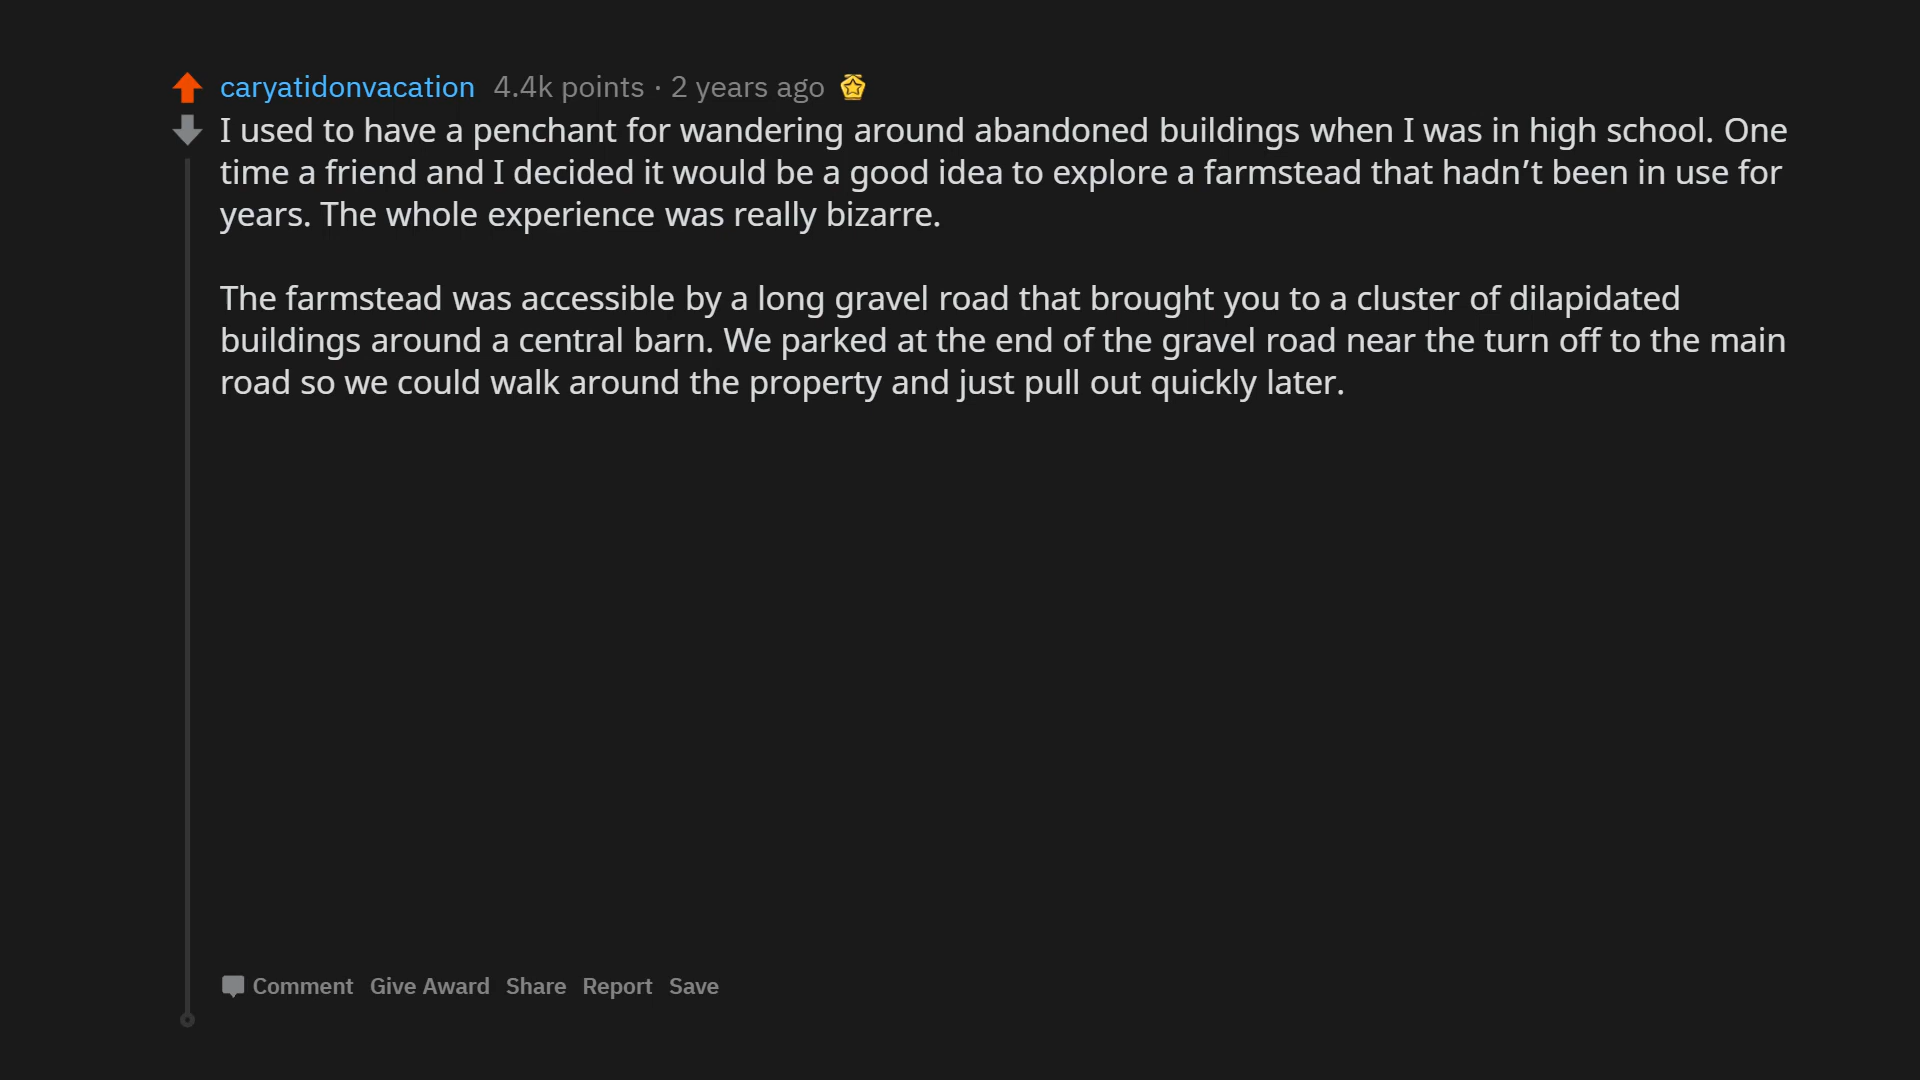 caryatidonvacation 4.4k points · 2 years ago
I used to have a penchant for wandering around abandoned buildings when I was in high school. One
time a friend and I decided it would be a good idea to explore a farmstead that hadn’t been in use for
years. The whole experience was really bizarre.
The farmstead was accessible by a long gravel road that brought you to a cluster of dilapidated
buildings around a central barn. We parked at the end of the gravel road near the turn off to the main
road so we could walk around the property and just pull out quickly later.
Comment Give Award Share Report Save